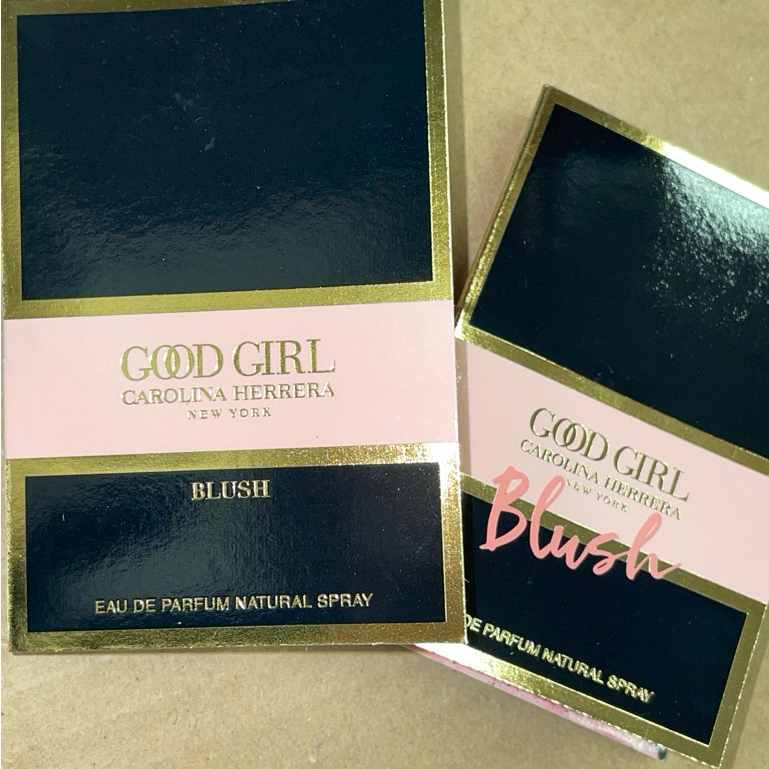 GOOD GIRL
CAROLINA HERRERA
NEW YORK
BLUSH
EAU DE PARFUM NATURAL SPRAY
GOOD GIRL
CAROLINA HERRERA
NEW YORK
Blush
DE PARFUM NATURAL SPRAY